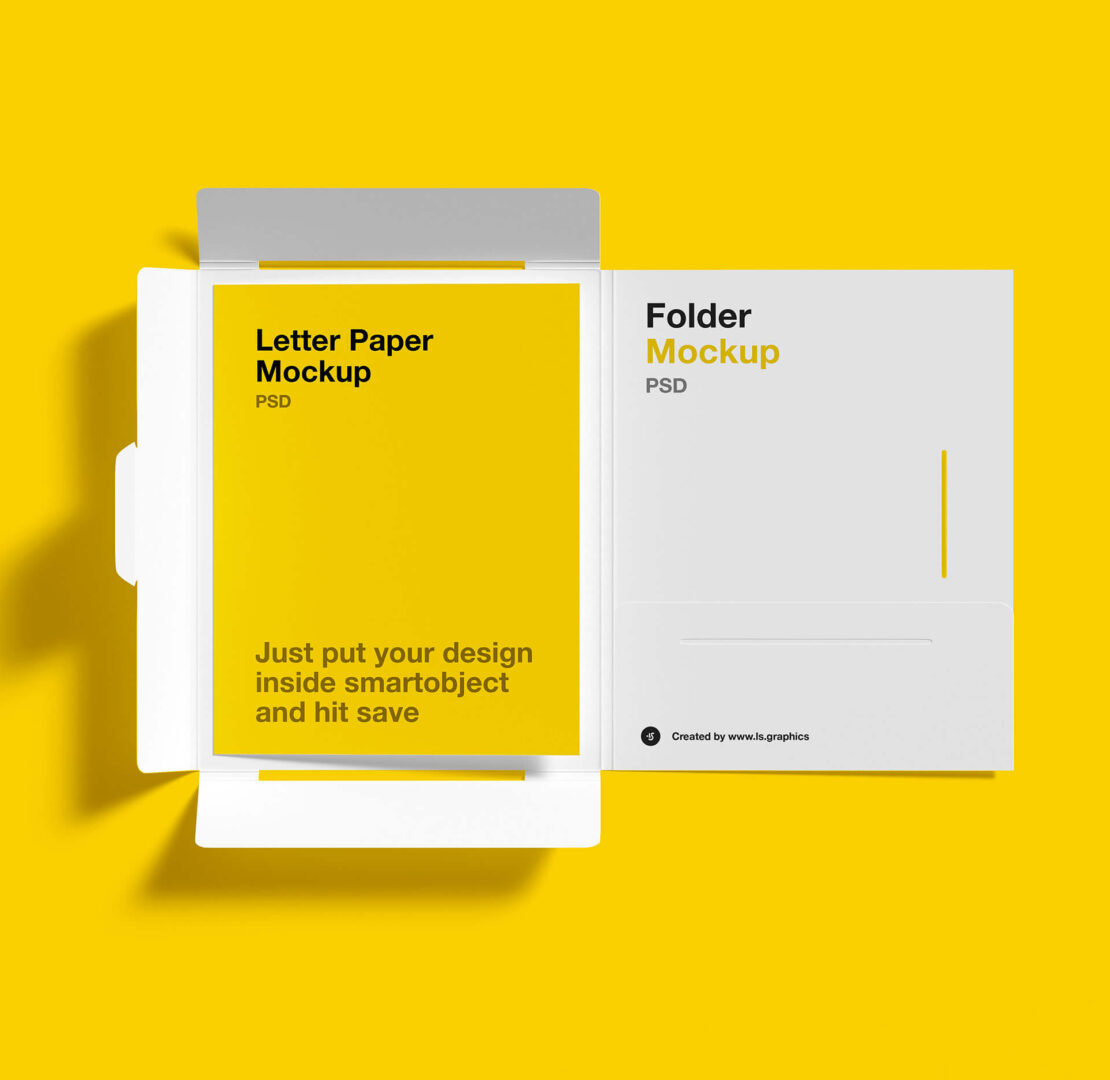 Letter Paper
Mockup
PSD
Just put your design
inside smartobject
and hit save
Folder
Mockup
PSD
Created by www.ls.graphics